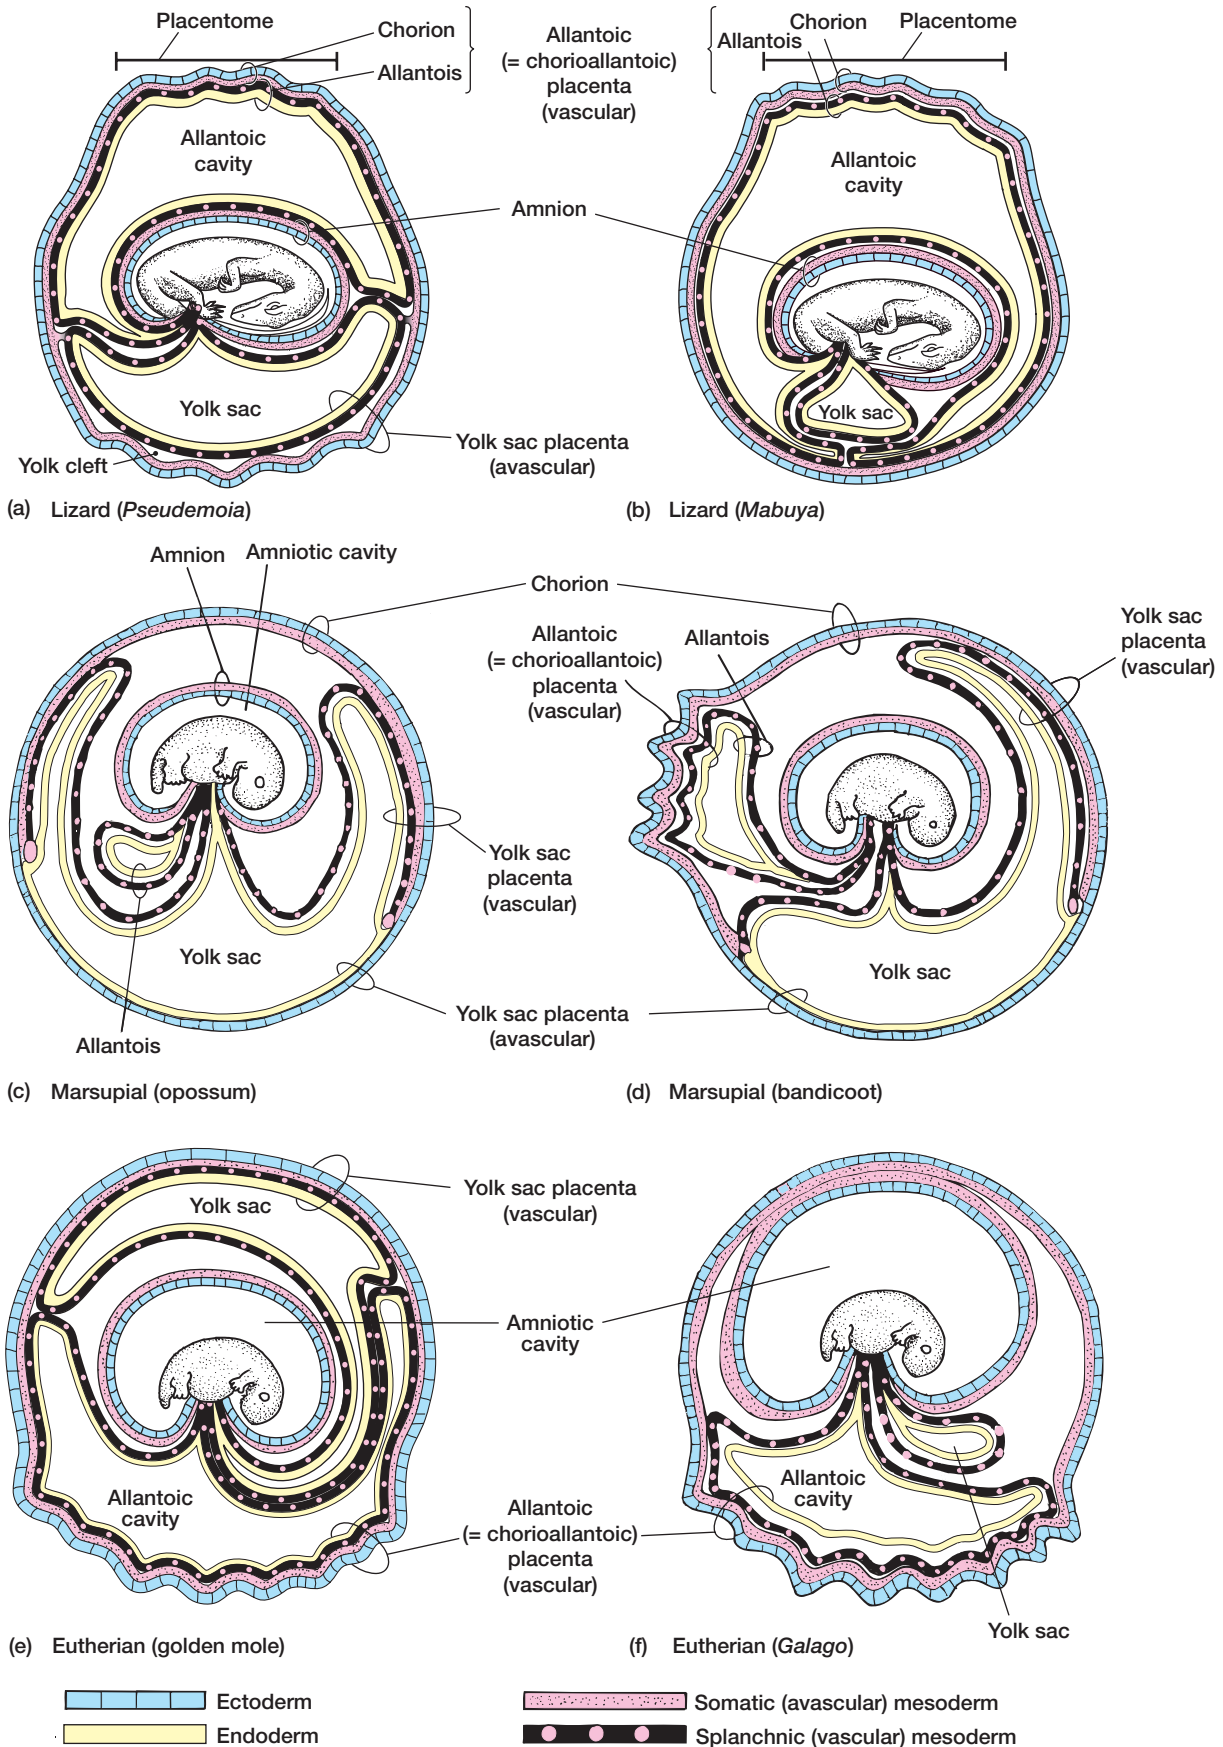 Placentome
Chorion
Allantois
Allantoic
(= chorioallantoic)
placenta
(vascular)
Chorion
Allantois
Placentome
Allantoic
cavity
Allantoic
cavity
Amnion
Yolk sac
Yolk sac
Yolk cleft
Yolk sac placenta
(avascular)
(a) Lizard (Pseudemoia)
(b) Lizard (Mabuya)
Amnion
Amniotic cavity
Chorion
Allantoic
(= chorioallantoic)
placenta
(vascular)
Allantois
Yolk sac
placenta
(vascular)
Yolk sac
placenta
(vascular)
Yolk sac
Yolk sac
Yolk sac placenta
(avascular)
Allantois
(c) Marsupial (opossum)
(d) Marsupial (bandicoot)
Yolk sac
Yolk sac placenta
(vascular)
Amniotic
cavity
Allantoic
cavity
Allantoic
cavity
Allantoic
(= chorioallantoic)
placenta
(vascular)
Yolk sac
(e) Eutherian (golden mole)
(f) Eutherian (Galago)
Ectoderm
Endoderm
Somatic (avascular) mesoderm
Splanchnic (vascular) mesoderm